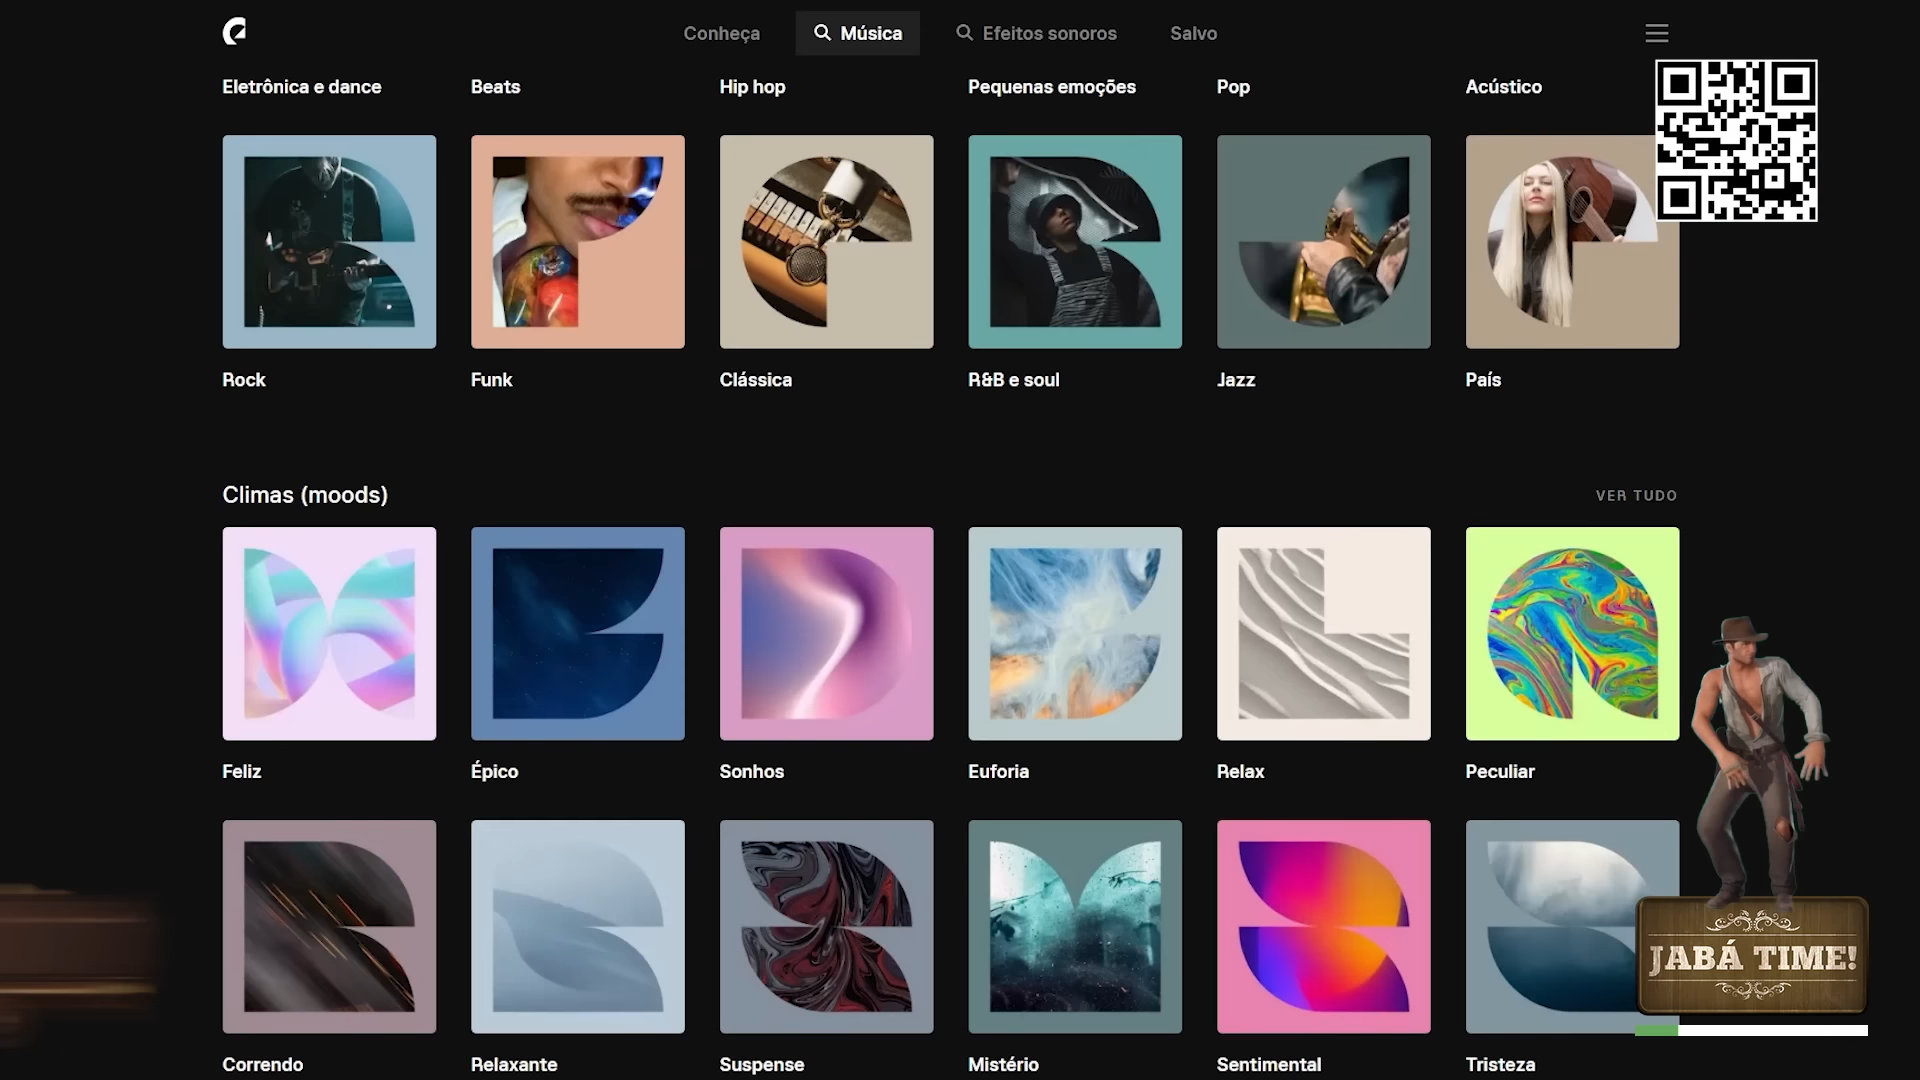 Conheça Música Efeitos sonoros Salvo
Eletrônica e dance Beats Hip hop Pequenas emoções Pop Acústico
Rock Funk Clássica R&B e soul Jazz País
Climas (moods) VER TUDO
Feliz Épico Sonhos Euforia Relax Peculiar
JABÁ TIME!
Correndo Relaxante Suspense Mistério Sentimental Tristeza